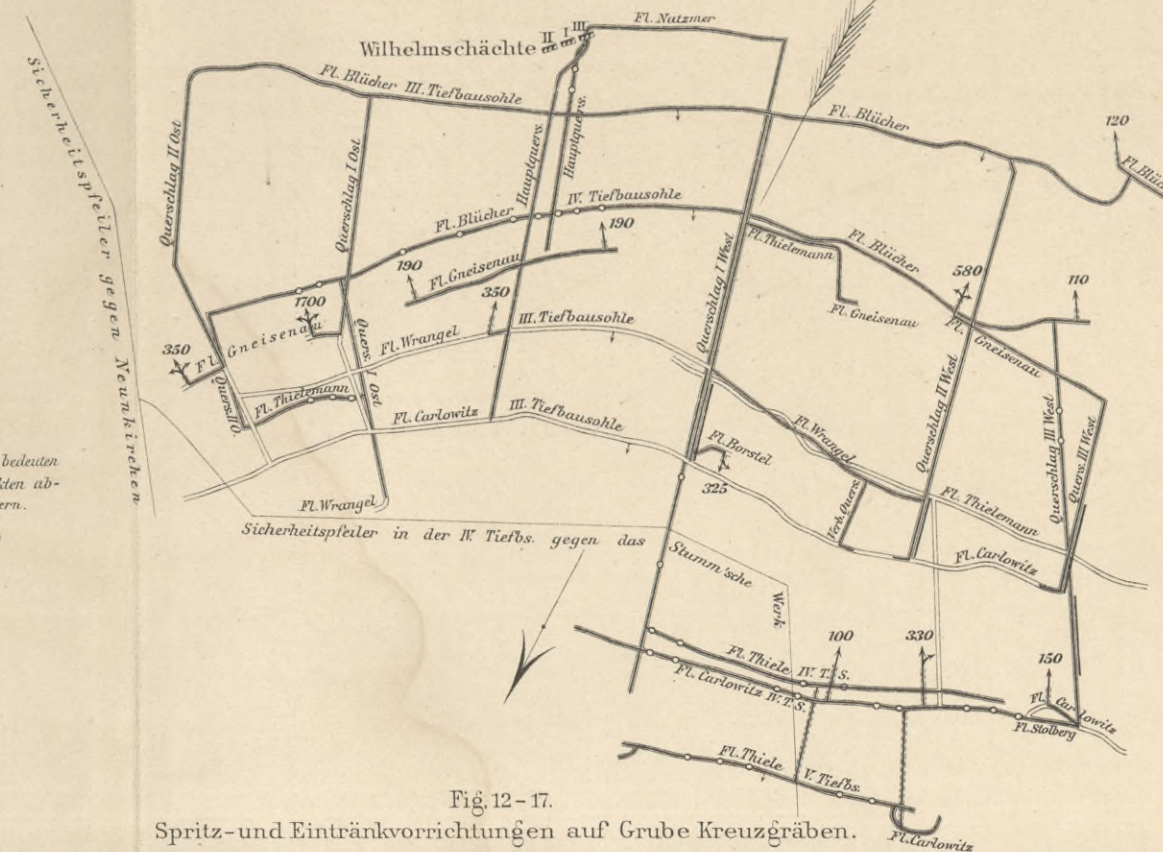 Fl. Natzmer
II I III
Wilhelmschächte
Fl. Blücher III. Tiefbausohle
Fl. Blücher
120
Fl. Blüch
Sicherheitspfeiler gegen Neunkirchen
Querschlag II Ost
Querschlag I Ost
Hauptquers.
Hauptquers.
Fl. Blücher
IV. Tiefbausohle
190
Fl. Thielemann
Fl. Blücher
190
Fl. Gneisenau
350
580
110
1700
Fl. Gneisenau
Fl. Gneisenau
Fl. Gneisenau
Querschlag I West
350
Fl. Wrangel
III. Tiefbausohle
Quers. I Ost
Quers. II O.
Fl. Thielemann
Fl. Carlowitz
III. Tiefbausohle
Querschlag II West
Querschlag III West
Quers. III West
Fl. Borstel
325
Fl. Wrangel
Verb. Quers.
Fl. Thielemann
bedeuten
kten ab-
ern.
Fl. Wrangel
Sicherheitspfeiler in der IV. Tiefbs. gegen das
Stumm'sche
Werk
Fl. Carlowitz
100
330
150
Fl. Thiele IV. T. S.
Fl. Carlowitz IV. T. S.
Fl. Carlowitz
Fl. Stolberg
Fl. Thiele
V. Tiefbs.
Fl. Carlowitz
Fig. 12-17.
Spritz- und Eintränkvorrichtungen auf Grube Kreuzgräben.